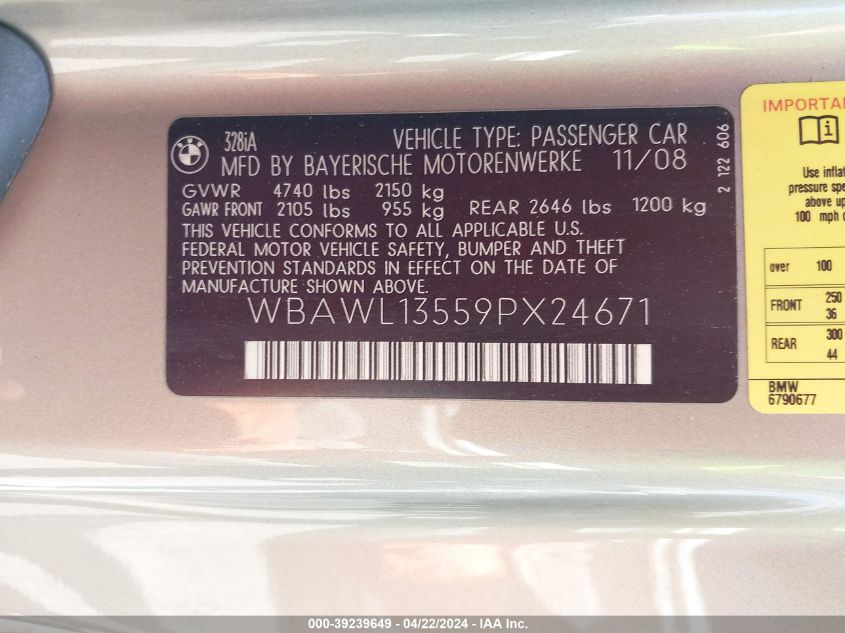 BMW
328iA VEHICLE TYPE: PASSENGER CAR
MFD BY BAYERISCHE MOTORENWERKE 11/08
GVWR 4740 lbs 2150 kg
GAWR FRONT 2105 lbs 955 kg REAR 2646 lbs 1200 kg
THIS VEHICLE CONFORMS TO ALL APPLICABLE U.S.
FEDERAL MOTOR VEHICLE SAFETY, BUMPER AND THEFT
PREVENTION STANDARDS IN EFFECT ON THE DATE OF
MANUFACTURE SHOWN ABOVE.
WBAWL13559PX24671
2 122 606
Use infla
pressure spe
above up
100 mph
over 100
FRONT 250
36
REAR 300
44
BMW
6790677
000-39239649 - 04/22/2024 - IAA Inc.